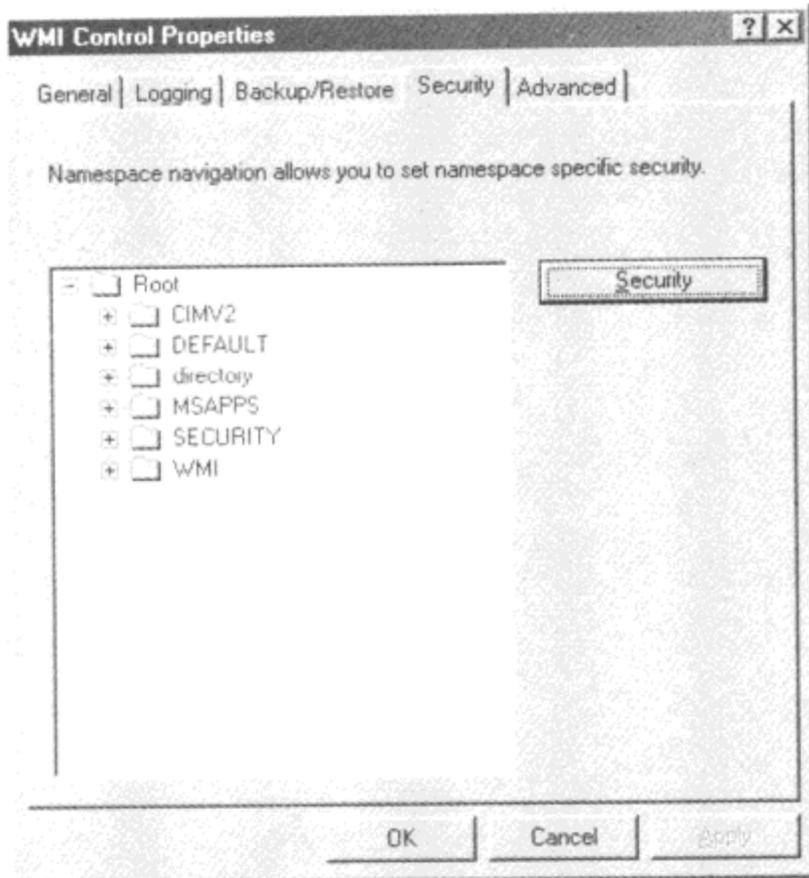 WMI Control Properties
? X
General Logging Backup/Restore Security Advanced
Namespace navigation allows you to set namespace specific security.
Root
Security
CIMV2
DEFAULT
directory
MSAPPS
SECURITY
WMI
OK Cancel Apply